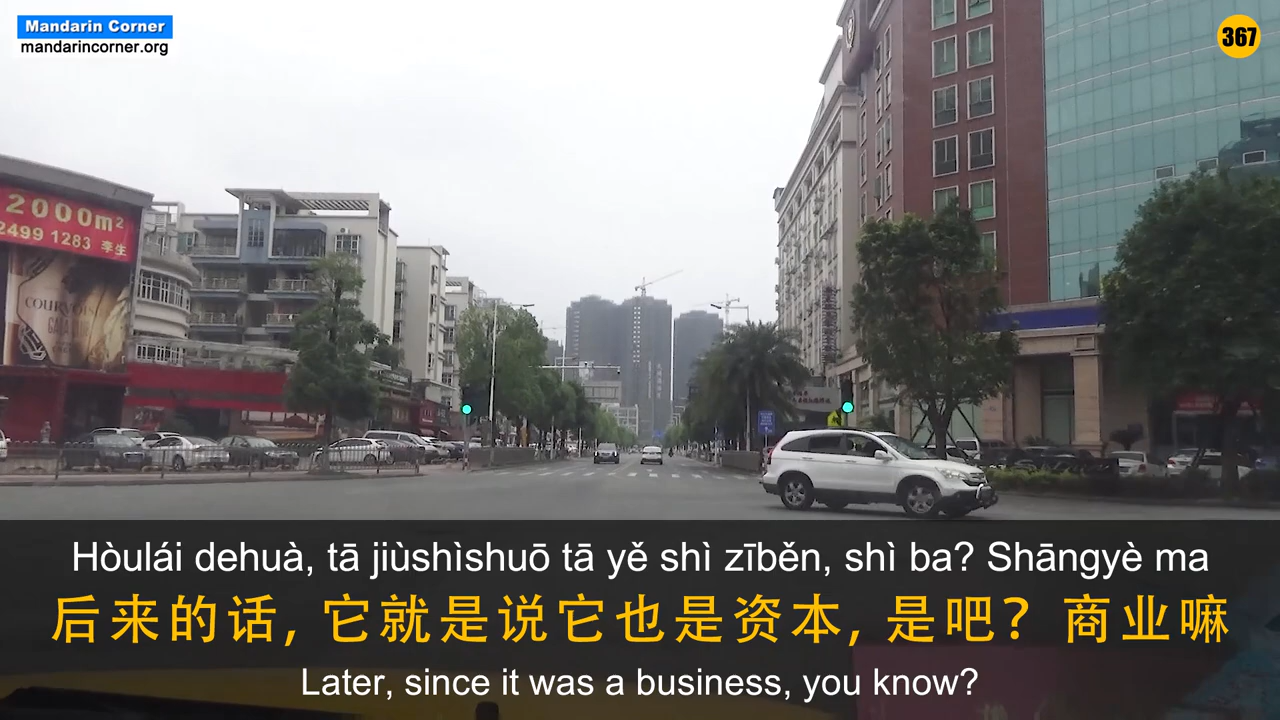 Mandarin Corner
mandarincorner.org
367
2000m²
2499 1283 李生
COURVOIS
Hòulái dehuà, tā jiùshìshuō tā yě shì zīběn, shì ba? Shāngyè ma
后来的话, 它就是说它也是资本, 是吧? 商业嘛
Later, since it was a business, you know?